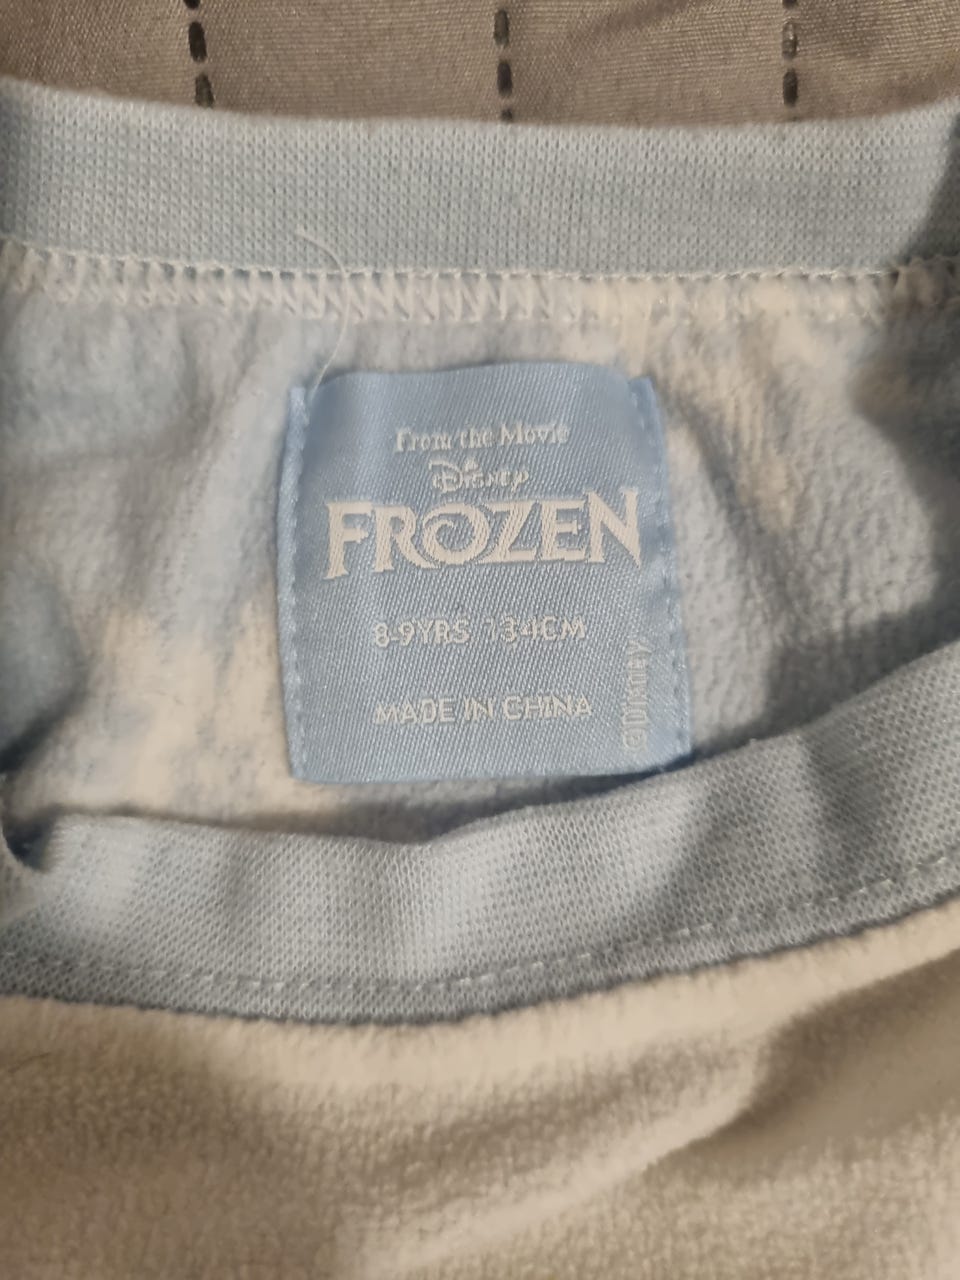 From the Movie
Disney
FROZEN
8-9YRS 134CM
MADE IN CHINA
©Disney